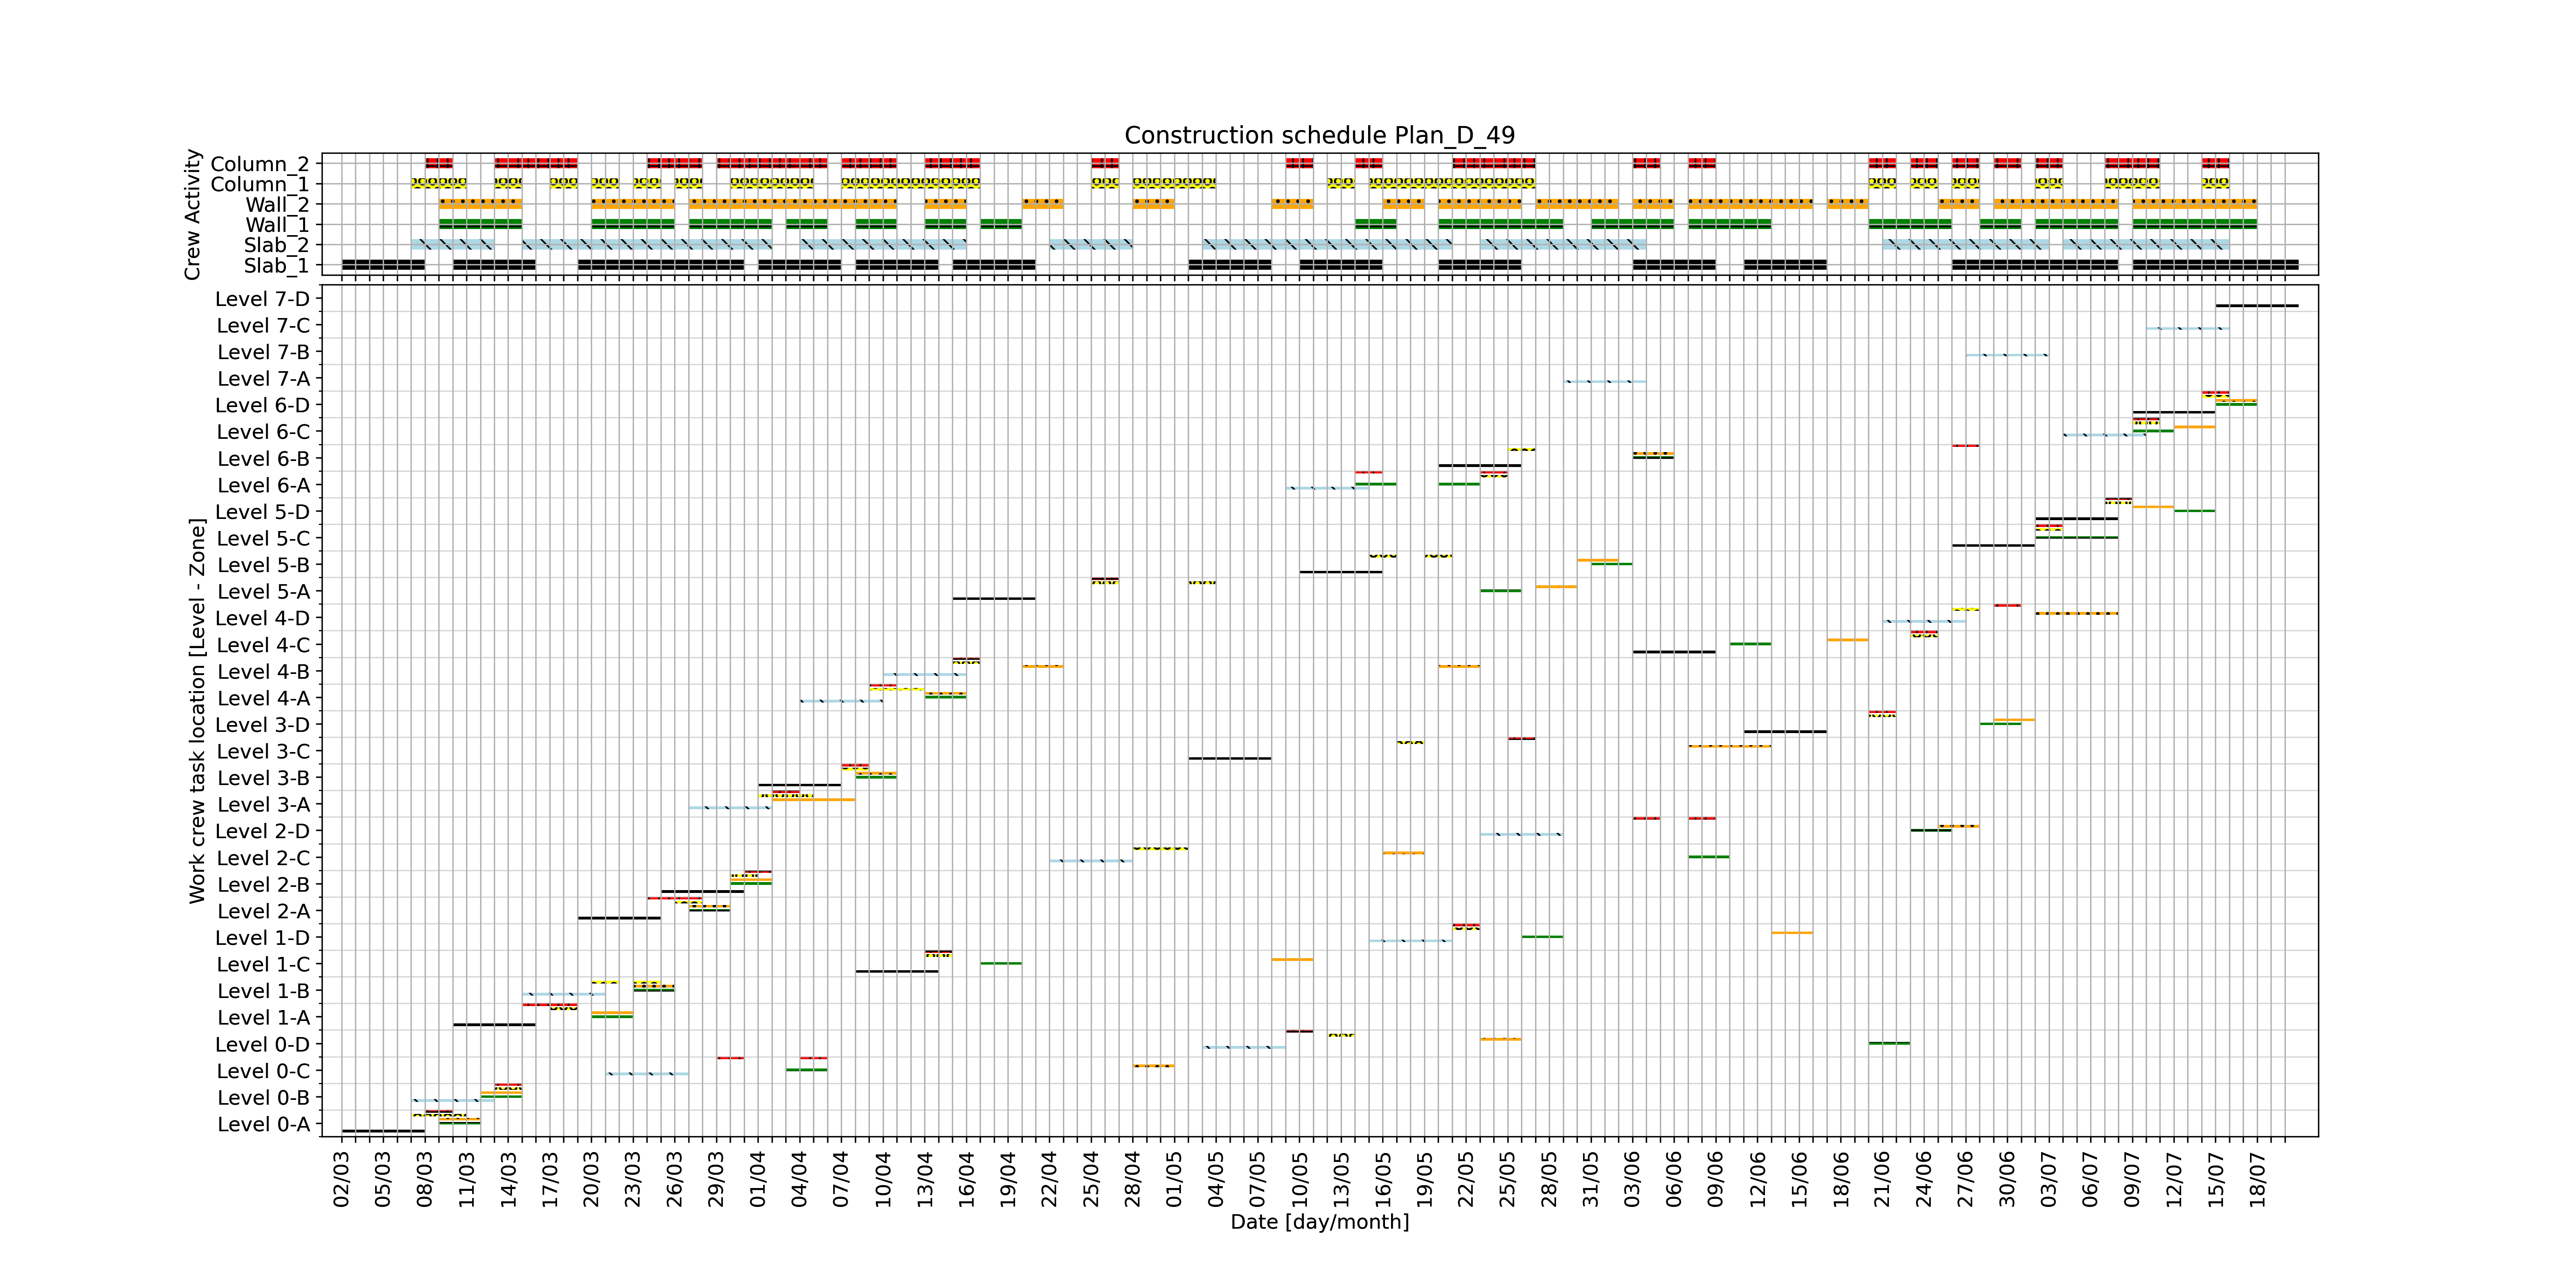 Construction schedule Plan_D_49
Crew Activity
Column_2
Column_1
Wall_2
Wall_1
Slab_2
Slab_1
Work crew task location [Level - Zone]
Level 7-D
Level 7-C
Level 7-B
Level 7-A
Level 6-D
Level 6-C
Level 6-B
Level 6-A
Level 5-D
Level 5-C
Level 5-B
Level 5-A
Level 4-D
Level 4-C
Level 4-B
Level 4-A
Level 3-D
Level 3-C
Level 3-B
Level 3-A
Level 2-D
Level 2-C
Level 2-B
Level 2-A
Level 1-D
Level 1-C
Level 1-B
Level 1-A
Level 0-D
Level 0-C
Level 0-B
Level 0-A
02/03 05/03 08/03 11/03 14/03 17/03 20/03 23/03 26/03 29/03 01/04 04/04 07/04 10/04 13/04 16/04 19/04 22/04 25/04 28/04 01/05 04/05 07/05 10/05 13/05 16/05 19/05 22/05 25/05 28/05 31/05 03/06 06/06 09/06 12/06 15/06 18/06 21/06 24/06 27/06 30/06 03/07 06/07 09/07 12/07 15/07 18/07
Date [day/month]